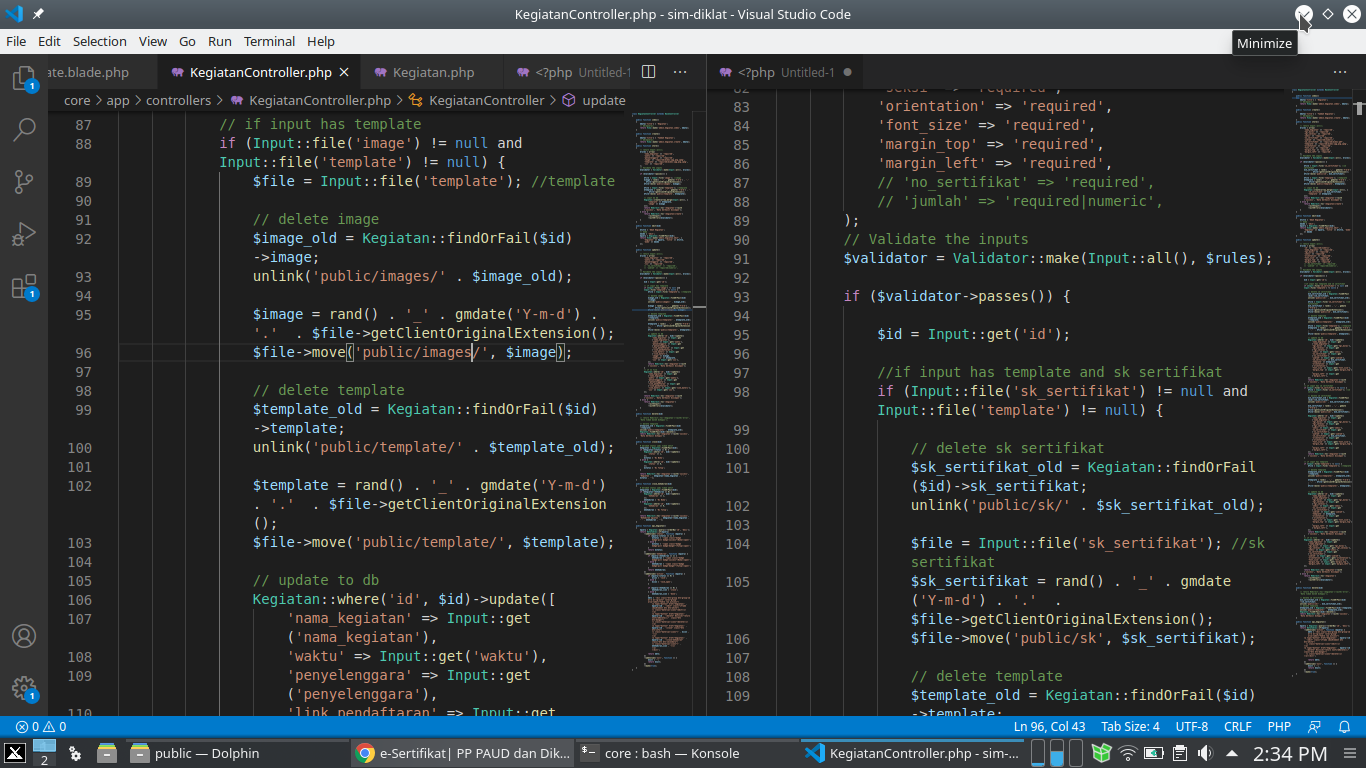 KegiatanController.php - sim-diklat - Visual Studio Code
File Edit Selection View Go Run Terminal Help
Minimize
ate.blade.php KegiatanController.php Kegiatan.php <?php Untitled-1
core > app > controllers > KegiatanController.php > KegiatanController > update
87 // if input has template
88 if (Input::file('image') != null and
Input::file('template') != null) {
89 $file = Input::file('template'); //template
90
91 // delete image
92 $image_old = Kegiatan::findOrFail($id)
->image;
93 unlink('public/images/' . $image_old);
94
95 $image = rand() . '_' . gmdate('Y-m-d') .
'.' . $file->getClientOriginalExtension();
96 $file->move('public/images/', $image);
97
98 // delete template
99 $template_old = Kegiatan::findOrFail($id)
->template;
100 unlink('public/template/' . $template_old);
101
102 $template = rand() . '_' . gmdate('Y-m-d')
. '.' . $file->getClientOriginalExtension
();
103 $file->move('public/template/', $template);
104
105 // update to db
106 Kegiatan::where('id', $id)->update([
107 'nama_kegiatan' => Input::get
('nama_kegiatan'),
108 'waktu' => Input::get('waktu'),
109 'penyelenggara' => Input::get
('penyelenggara'),
110 'link_pendaftaran' => Input::get
<?php Untitled-1
82 'seksi' => 'required',
83 'orientation' => 'required',
84 'font_size' => 'required',
85 'margin_top' => 'required',
86 'margin_left' => 'required',
87 // 'no_sertifikat' => 'required',
88 // 'jumlah' => 'required|numeric',
89 );
90 // Validate the inputs
91 $validator = Validator::make(Input::all(), $rules);
92
93 if ($validator->passes()) {
94
95 $id = Input::get('id');
96
97 //if input has template and sk sertifikat
98 if (Input::file('sk_sertifikat') != null and
Input::file('template') != null) {
99
100 // delete sk sertifikat
101 $sk_sertifikat_old = Kegiatan::findOrFail
($id)->sk_sertifikat;
102 unlink('public/sk/' . $sk_sertifikat_old);
103
104 $file = Input::file('sk_sertifikat'); //sk
sertifikat
105 $sk_sertifikat = rand() . '_' . gmdate
('Y-m-d') . '.' .
$file->getClientOriginalExtension();
106 $file->move('public/sk', $sk_sertifikat);
107
108 // delete template
109 $template_old = Kegiatan::findOrFail($id)
->template;
1
1
1
0 0 Ln 96, Col 43 Tab Size: 4 UTF-8 CRLF PHP
2 public — Dolphin e-Sertifikat| PP PAUD dan Dik... core : bash — Konsole KegiatanController.php - sim-... 2:34 PM